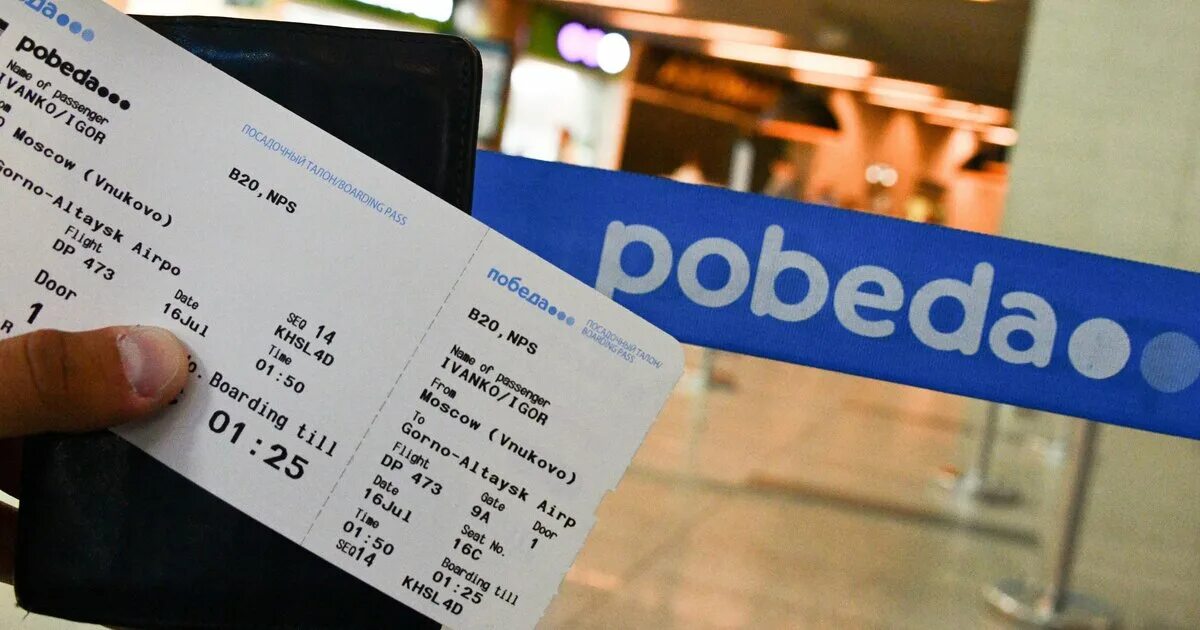 беда
pobeda
Name of passenger
IVANKO/IGOR
Moscow (Vnukovo)
Gorno-Altaysk Airpo
Flight
DP 473
Date
16Jul
Door
1
ПОСАДОЧНЫЙ ТАЛОН/BOARDING PASS
B20,NPS
SEQ 14
KHSL4D
Time
01:50
Boarding till
01:25
победа
ПОСАДОЧНЫЙ ТАЛОН/
BOARDING PASS
B20,NPS
Name of passenger
IVANKO/IGOR
From
Moscow (Vnukovo)
To
Gorno-Altaysk Airp
Flight
DP 473
Gate
9A
Door
1
Date
16Jul
Seat No.
16C
Time
01:50
Boarding till
01:25
SEQ14
KHSL4D
pobeda